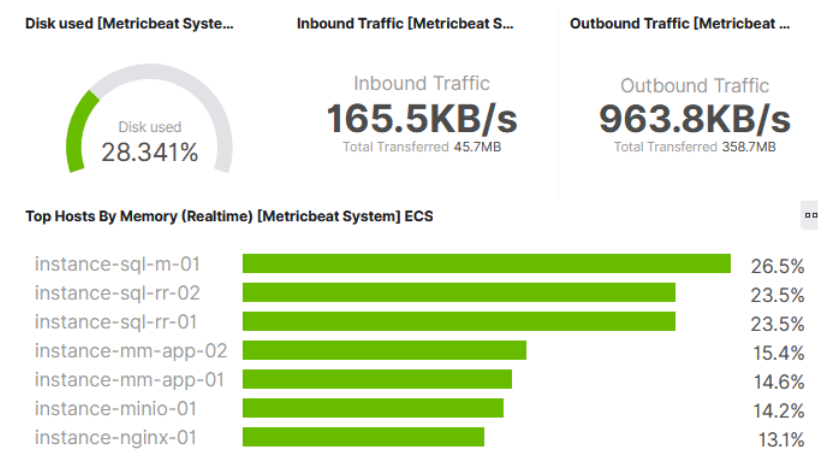 Disk used [Metricbeat Syste...
Inbound Traffic [Metricbeat S...
Outbound Traffic [Metricbeat ...
Disk used
28.341%
Inbound Traffic
165.5KB/s
Total Transferred 45.7MB
Outbound Traffic
963.8KB/s
Total Transferred 358.7MB
Top Hosts By Memory (Realtime) [Metricbeat System] ECS
instance-sql-m-01 26.5%
instance-sql-rr-02 23.5%
instance-sql-rr-01 23.5%
instance-mm-app-02 15.4%
instance-mm-app-01 14.6%
instance-minio-01 14.2%
instance-nginx-01 13.1%